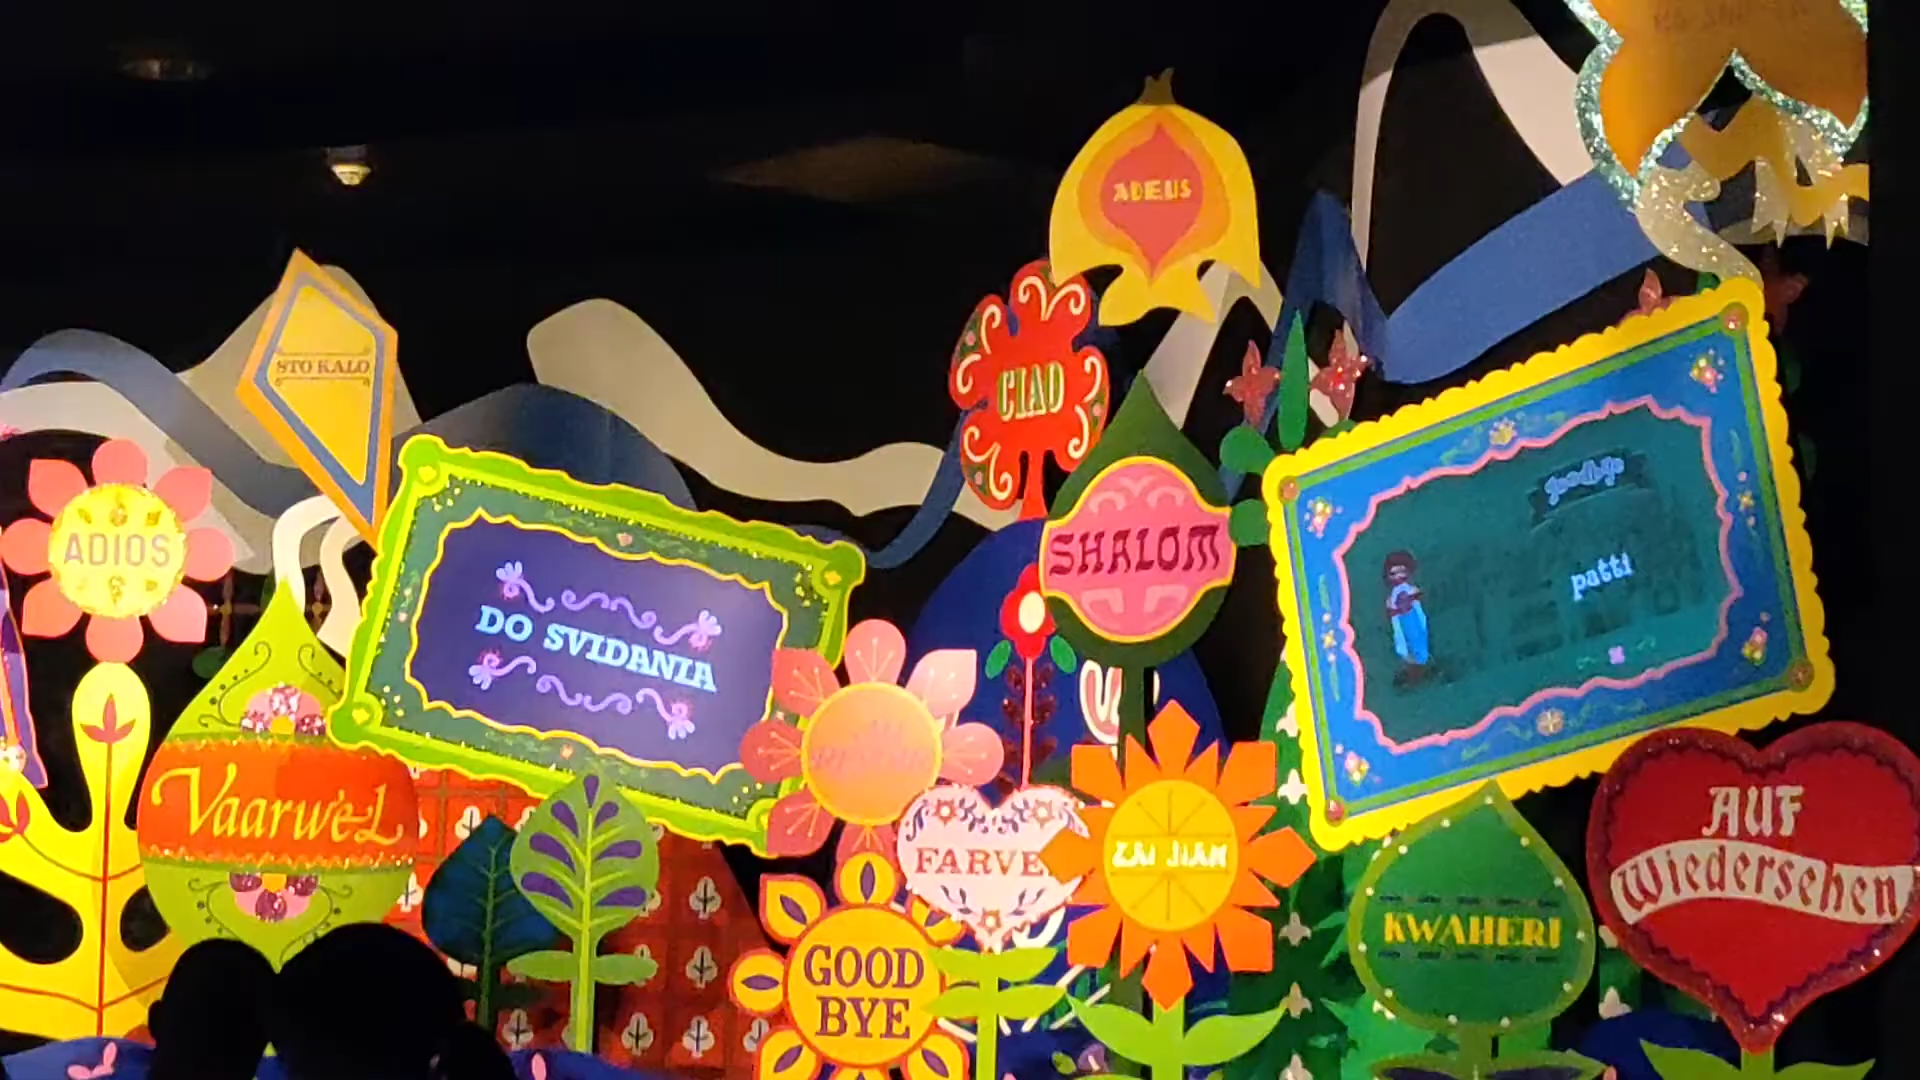 ADEUS
STO KALO
CIAO
ADIOS
SHALOM
DO SVIDANIA
goodbye
patti
Vaarwel
FARVE
ZAI JIAN
AUF
Wiedersehen
KWAHERI
GOOD
BYE